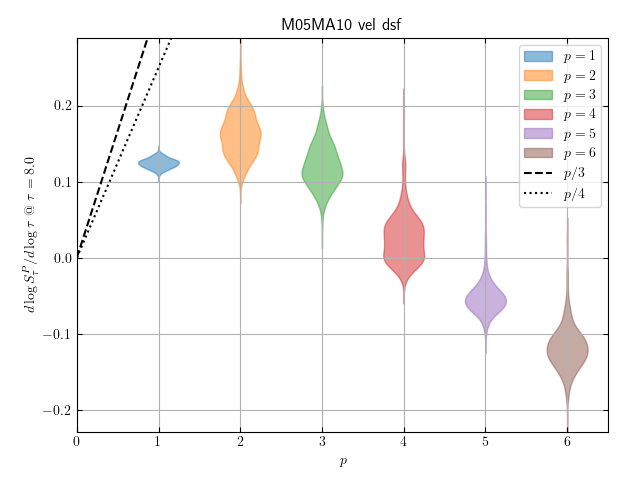 M05MA10 vel dsf
d log S_τ^P / d log τ @ τ = 8.0
0.2
0.1
0.0
−0.1
−0.2
0 1 2 3 4 5 6
p
p = 1
p = 2
p = 3
p = 4
p = 5
p = 6
p/3
p/4